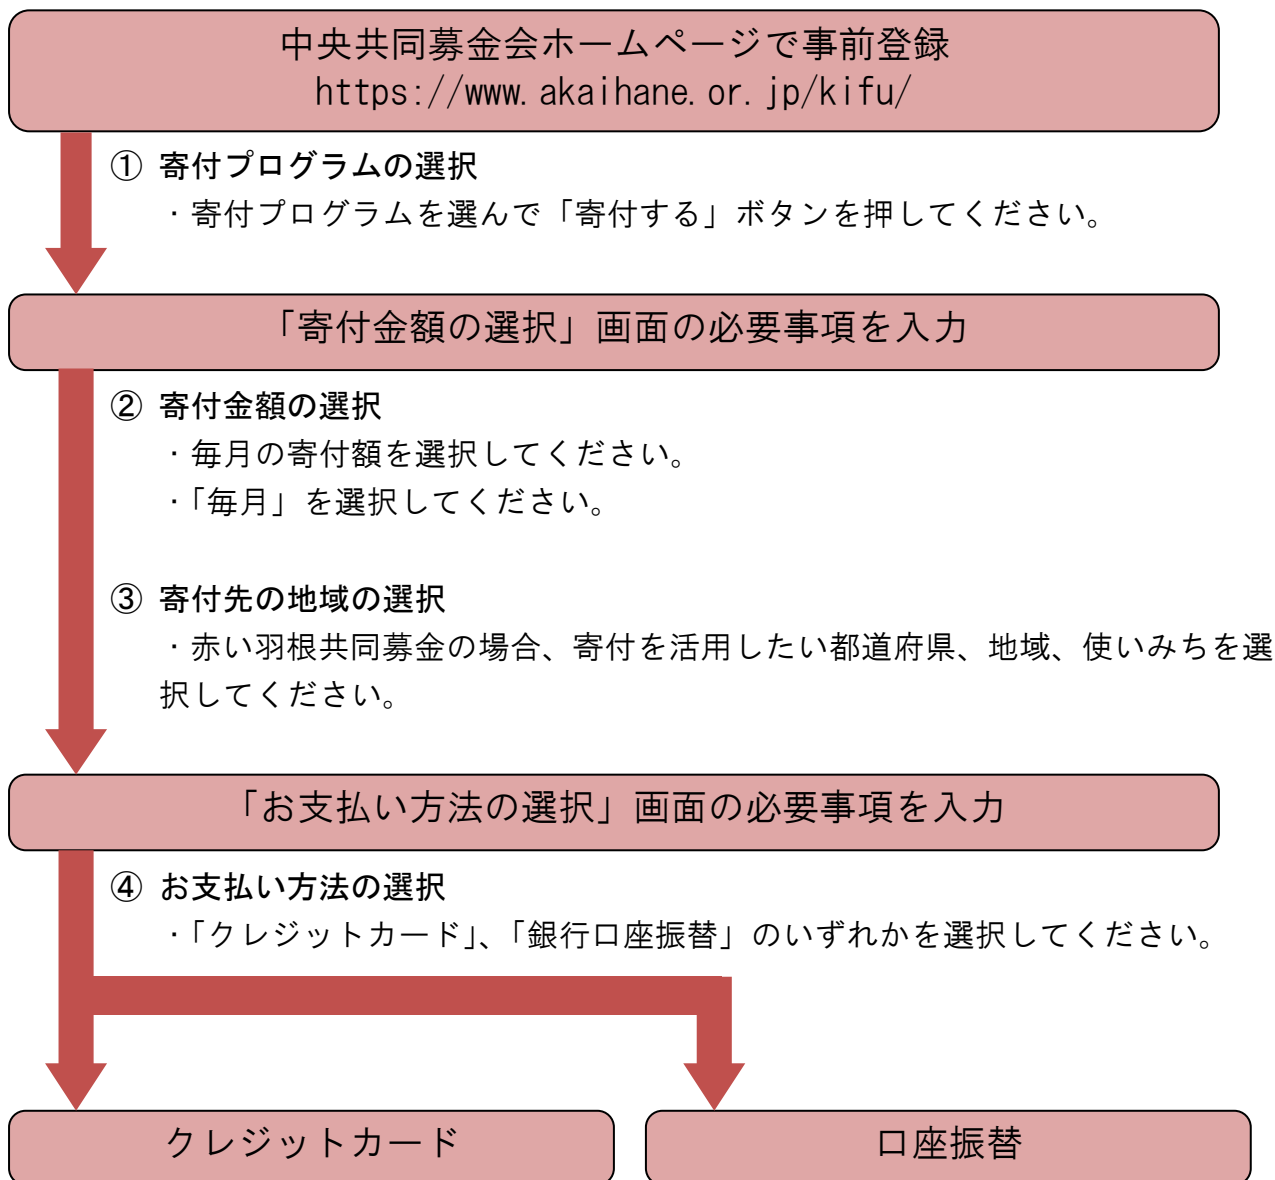 中央共同募金会ホームページで事前登録
https://www.akaihane.or.jp/kifu/
① 寄付プログラムの選択
・寄付プログラムを選んで「寄付する」ボタンを押してください。
「寄付金額の選択」画面の必要事項を入力
② 寄付金額の選択
・毎月の寄付額を選択してください。
・「毎月」を選択してください。
③ 寄付先の地域の選択
・赤い羽根共同募金の場合、寄付を活用したい都道府県、地域、使いみちを選
択してください。
「お支払い方法の選択」画面の必要事項を入力
④ お支払い方法の選択
・「クレジットカード」、「銀行口座振替」のいずれかを選択してください。
クレジットカード
口座振替